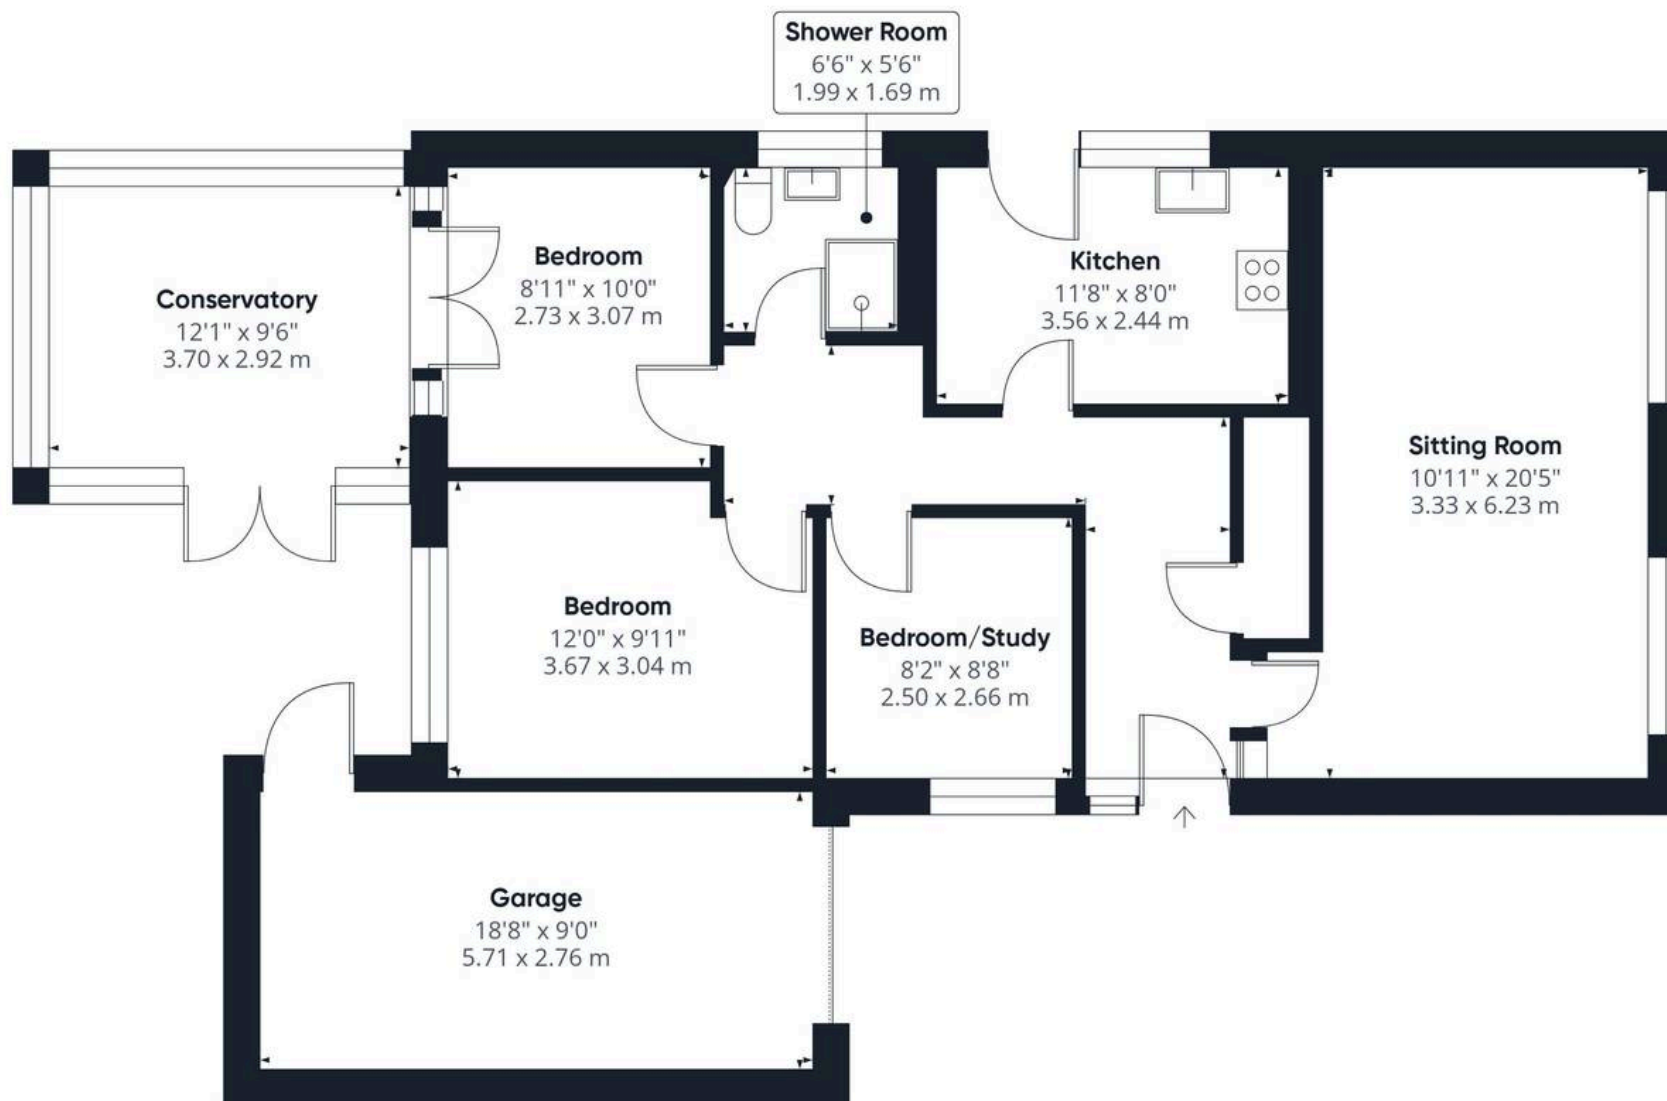 Shower Room
6'6" x 5'6"
1.99 x 1.69 m
Conservatory
12'1" x 9'6"
3.70 x 2.92 m
Bedroom
8'11" x 10'0"
2.73 x 3.07 m
Kitchen
11'8" x 8'0"
3.56 x 2.44 m
Sitting Room
10'11" x 20'5"
3.33 x 6.23 m
Bedroom
12'0" x 9'11"
3.67 x 3.04 m
Bedroom/Study
8'2" x 8'8"
2.50 x 2.66 m
Garage
18'8" x 9'0"
5.71 x 2.76 m